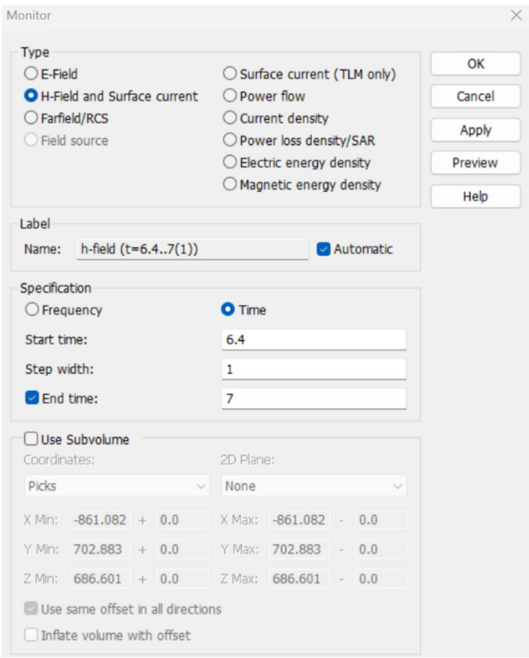 Monitor
Type
E-Field
H-Field and Surface current
Farfield/RCS
Field source
Surface current (TLM only)
Power flow
Current density
Power loss density/SAR
Electric energy density
Magnetic energy density
OK
Cancel
Apply
Preview
Help
Label
Name: h-field (t=6.4..7(1)) Automatic
Specification
Frequency Time
Start time: 6.4
Step width: 1
End time: 7
Use Subvolume
Coordinates: 2D Plane:
Picks None
X Min: -861.082 + 0.0 X Max: -861.082 - 0.0
Y Min: 702.883 + 0.0 Y Max: 702.883 - 0.0
Z Min: 686.601 + 0.0 Z Max: 686.601 - 0.0
Use same offset in all directions
Inflate volume with offset